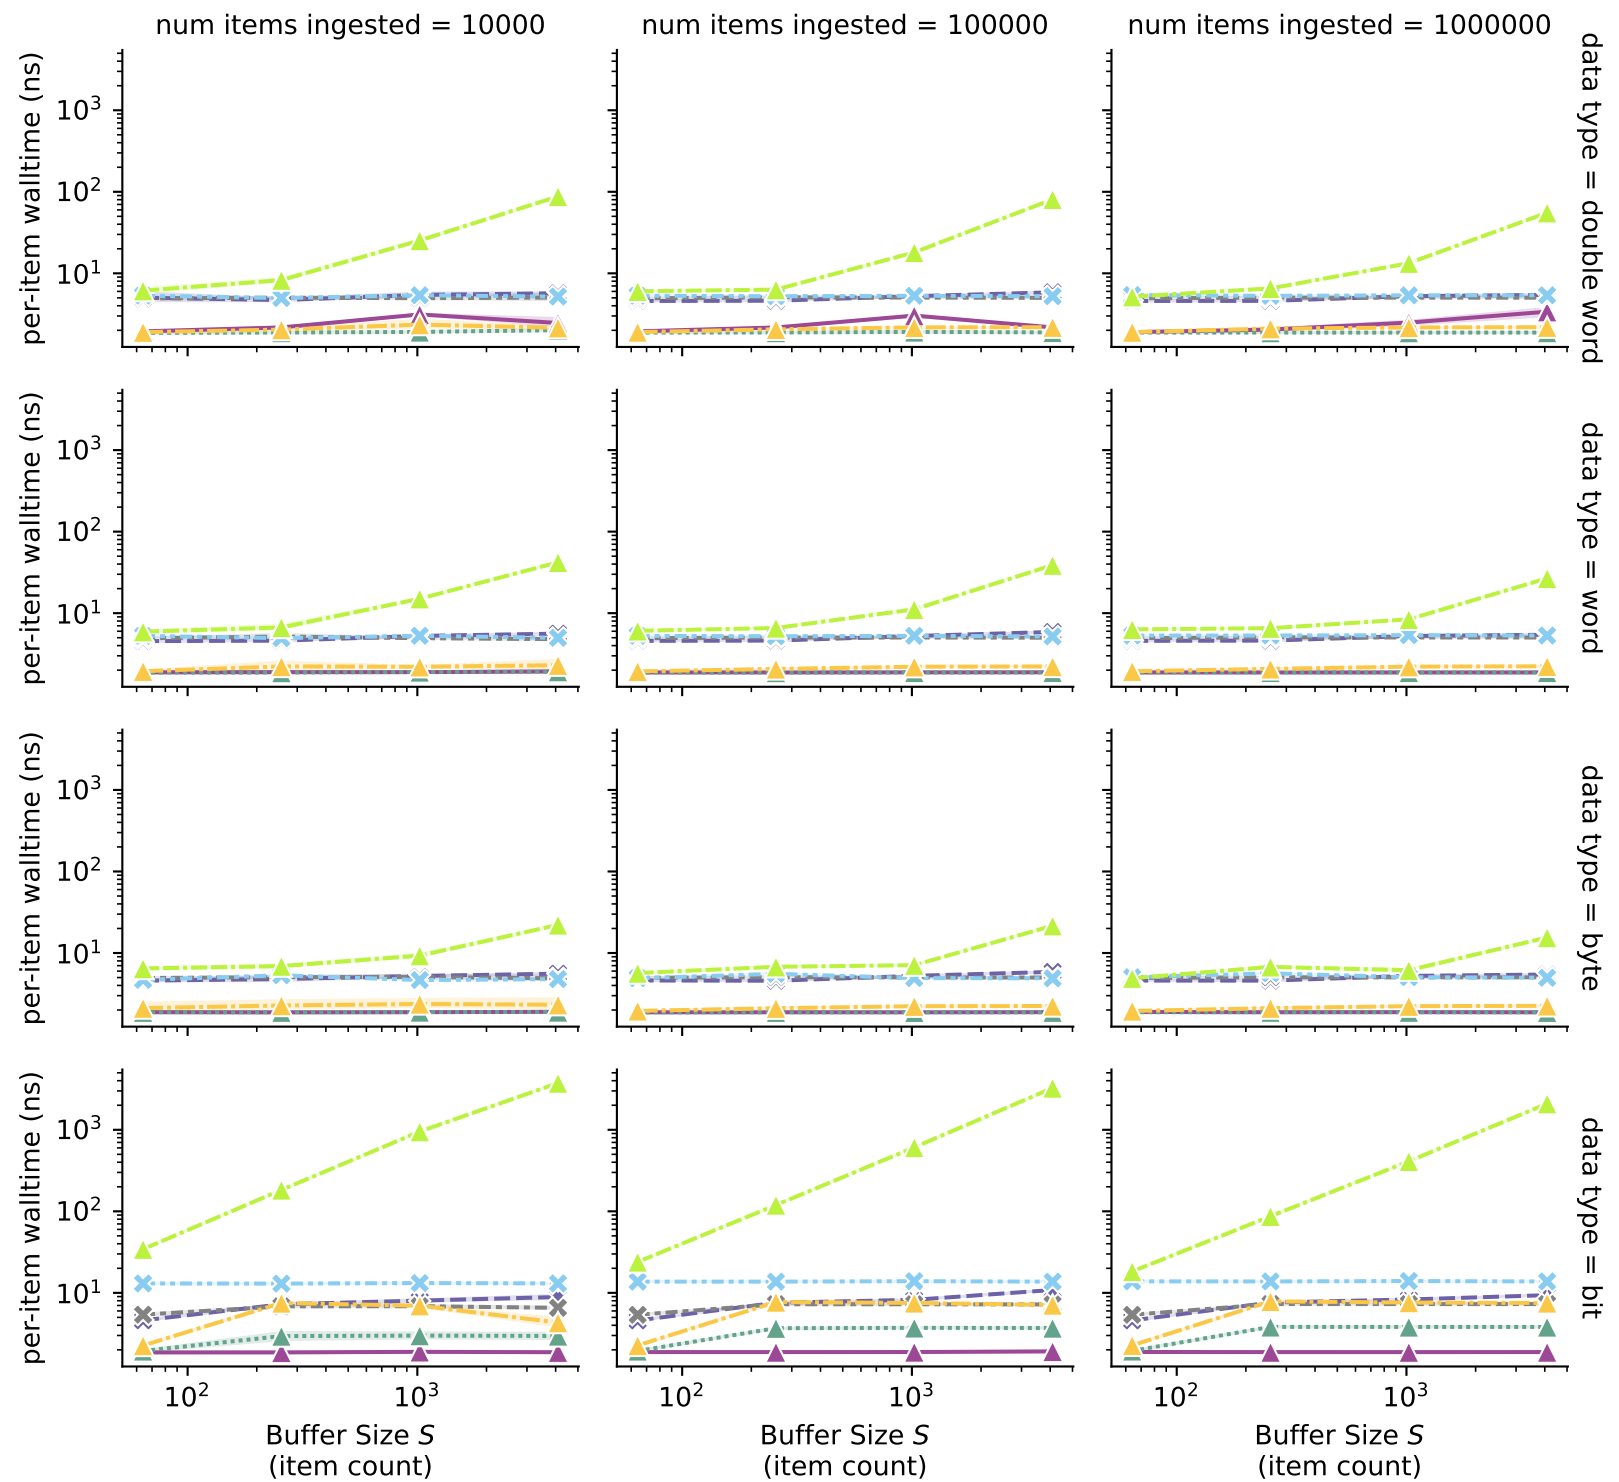 num items ingested = 10000
num items ingested = 100000
num items ingested = 1000000
per-item walltime (ns)
10³
10²
10¹
data type = double word
per-item walltime (ns)
10³
10²
10¹
data type = word
per-item walltime (ns)
10³
10²
10¹
data type = byte
per-item walltime (ns)
10³
10²
10¹
data type = bit
10² 10³
10² 10³
10² 10³
Buffer Size S
(item count)
Buffer Size S
(item count)
Buffer Size S
(item count)